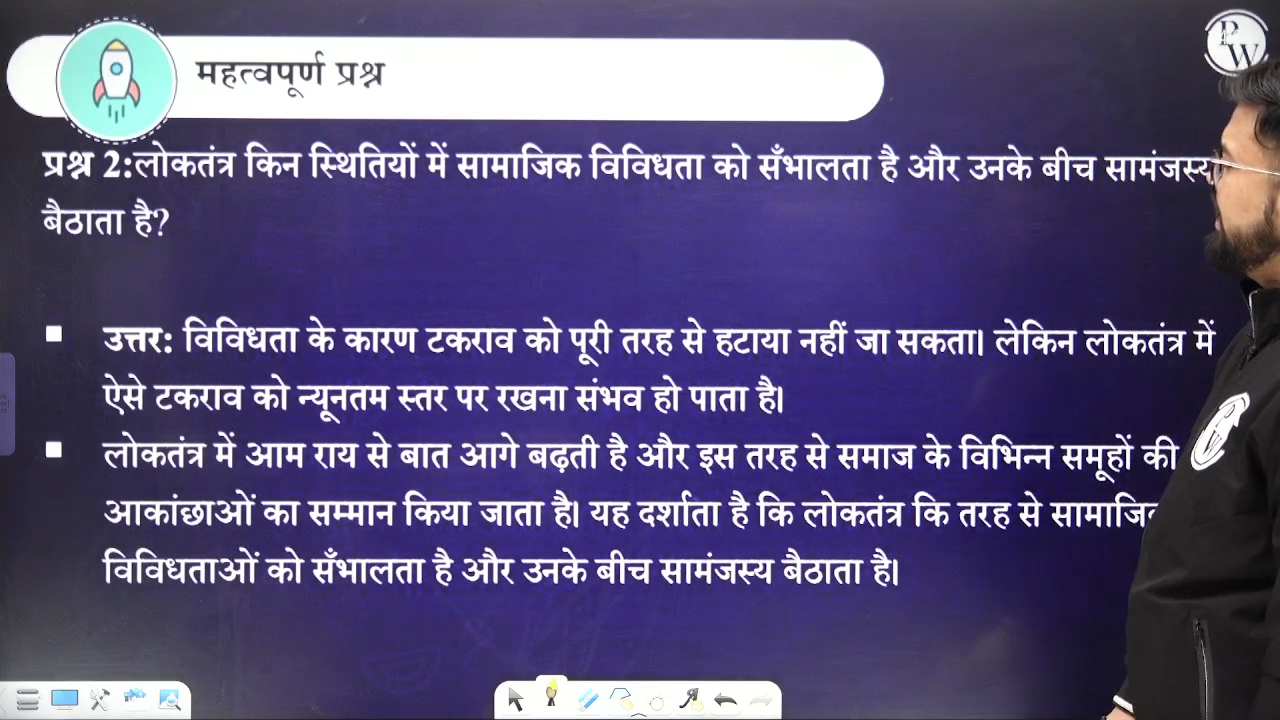 PW
महत्वपूर्ण प्रश्न
प्रश्न 2:लोकतंत्र किन स्थितियों में सामाजिक विविधता को सँभालता है और उनके बीच सामंजस्य
बैठाता है?
उत्तर: विविधता के कारण टकराव को पूरी तरह से हटाया नहीं जा सकता। लेकिन लोकतंत्र में
ऐसे टकराव को न्यूनतम स्तर पर रखना संभव हो पाता है।
लोकतंत्र में आम राय से बात आगे बढ़ती है और इस तरह से समाज के विभिन्न समूहों की
आकांछाओं का सम्मान किया जाता है। यह दर्शाता है कि लोकतंत्र कि तरह से
विविधताओं को सँभालता है और उनके बीच सामंजस्य बैठाता है।